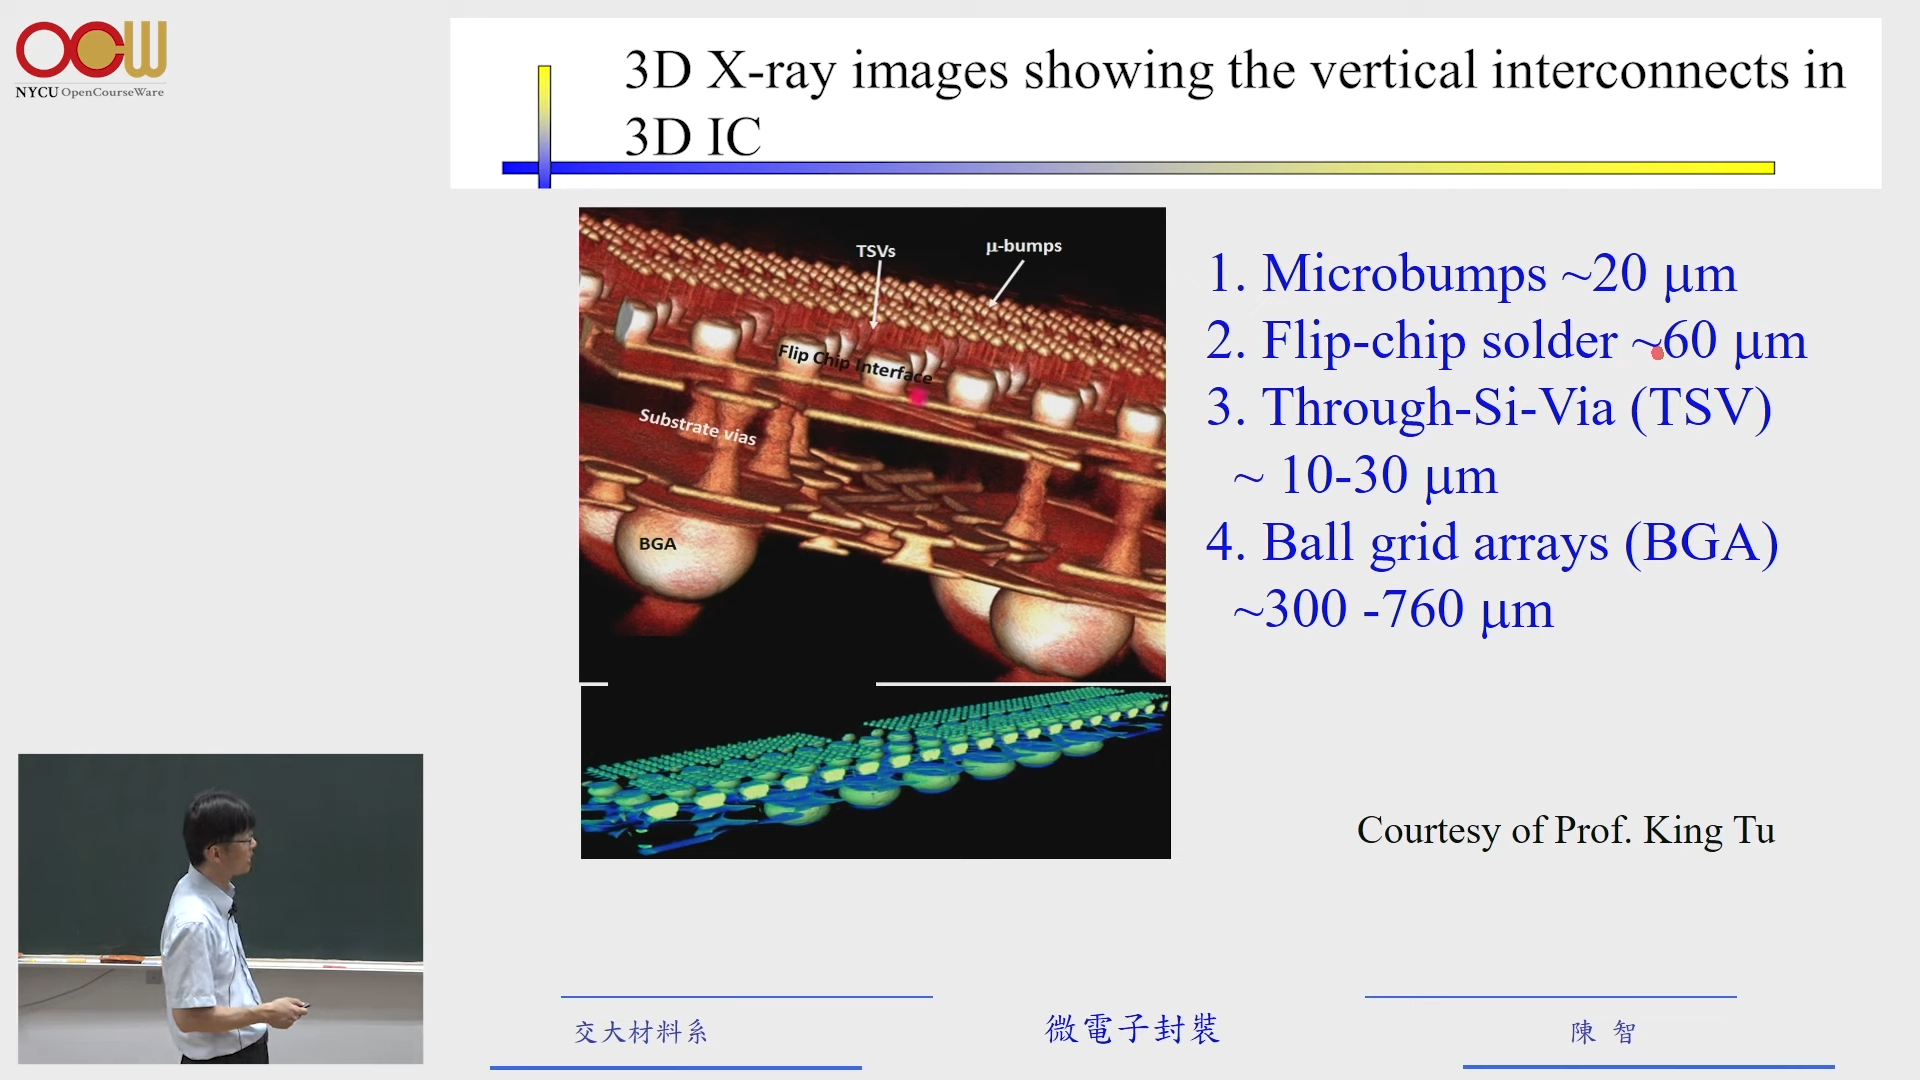 OCW
NYCU OpenCourseWare
3D X-ray images showing the vertical interconnects in
3D IC
TSVs
μ-bumps
Flip Chip Interface
Substrate vias
BGA
1. Microbumps ~20 μm
2. Flip-chip solder ~60 μm
3. Through-Si-Via (TSV)
~ 10-30 μm
4. Ball grid arrays (BGA)
~300 -760 μm
Courtesy of Prof. King Tu
交大材料系
微電子封裝
陳 智